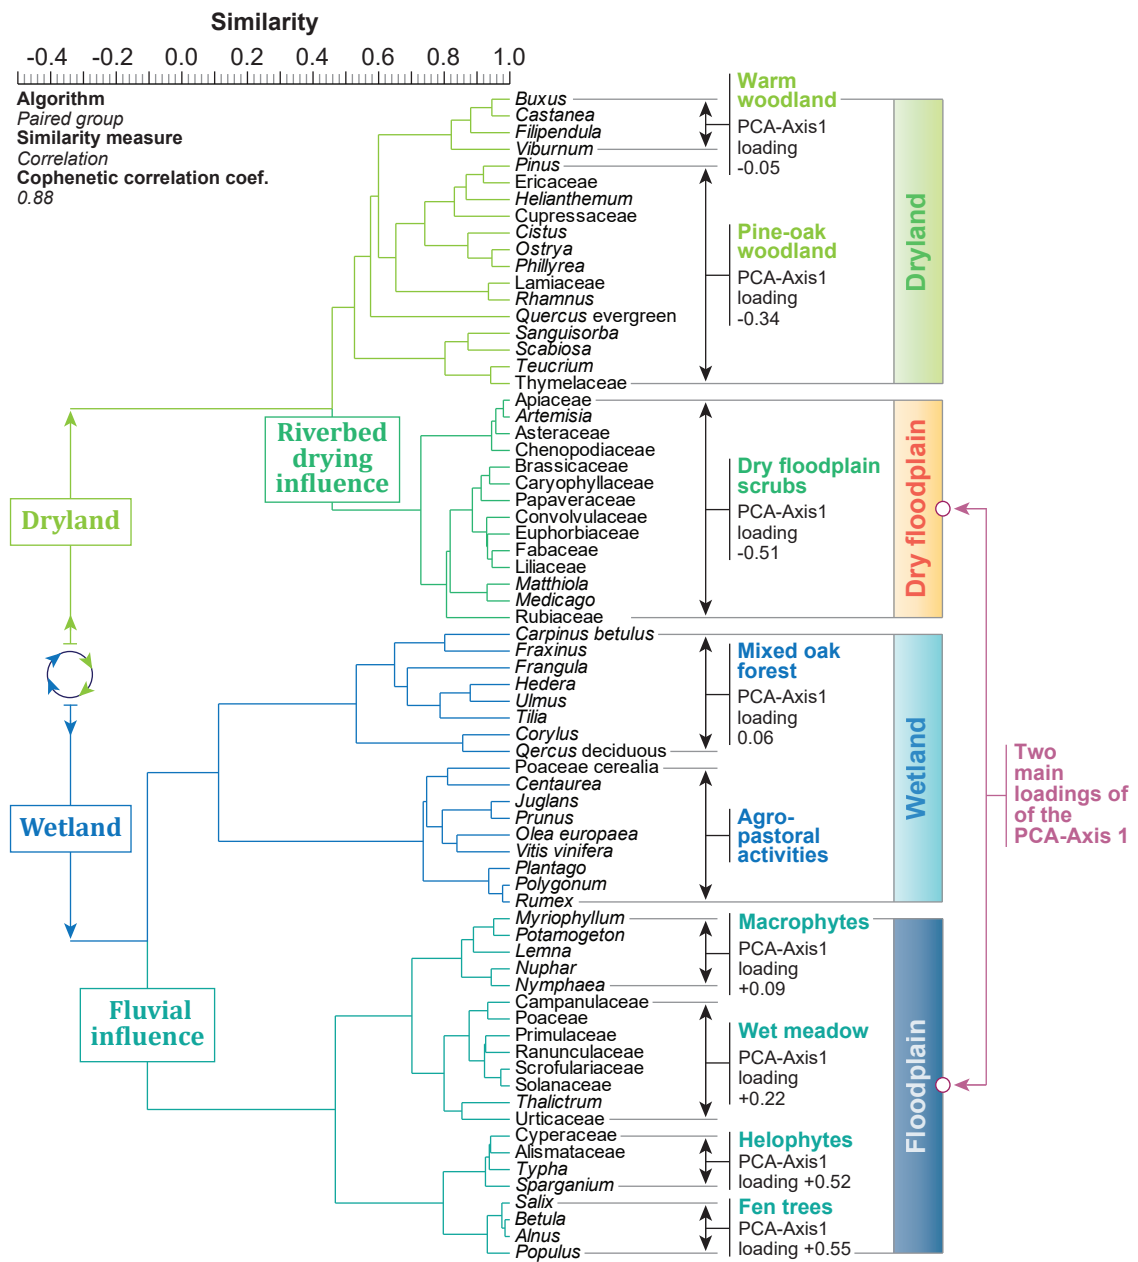 Similarity
-0.4 -0.2 0.0 0.2 0.4 0.6 0.8 1.0
Algorithm
Paired group
Similarity measure
Correlation
Cophenetic correlation coef.
0.88
Buxus
Castanea
Filipendula
Viburnum
Pinus
Ericaceae
Helianthemum
Cupressaceae
Cistus
Ostrya
Phillyrea
Lamiaceae
Rhamnus
Quercus evergreen
Sanguisorba
Scabiosa
Teucrium
Thymelaceae
Apiaceae
Artemisia
Asteraceae
Chenopodiaceae
Brassicaceae
Caryophyllaceae
Papaveraceae
Convolvulaceae
Euphorbiaceae
Fabaceae
Liliaceae
Matthiola
Medicago
Rubiaceae
Carpinus betulus
Fraxinus
Frangula
Hedera
Ulmus
Tilia
Corylus
Qercus deciduous
Poaceae cerealia
Centaurea
Juglans
Prunus
Olea europaea
Vitis vinifera
Plantago
Polygonum
Rumex
Myriophyllum
Potamogeton
Lemna
Nuphar
Nymphaea
Campanulaceae
Poaceae
Primulaceae
Ranunculaceae
Scrofulariaceae
Solanaceae
Thalictrum
Urticaceae
Cyperaceae
Alismataceae
Typha
Sparganium
Salix
Betula
Alnus
Populus
Riverbed
drying
influence
Dryland
Wetland
Fluvial
influence
Warm
woodland
PCA-Axis1
loading
-0.05
Pine-oak
woodland
PCA-Axis1
loading
-0.34
Dry floodplain
scrubs
PCA-Axis1
loading
-0.51
Mixed oak
forest
PCA-Axis1
loading
0.06
Agro-
pastoral
activities
Macrophytes
PCA-Axis1
loading
+0.09
Wet meadow
PCA-Axis1
loading
+0.22
Helophytes
PCA-Axis1
loading +0.52
Fen trees
PCA-Axis1
loading +0.55
Dryland
Dry floodplain
Wetland
Floodplain
Two
main
loadings of
of the
PCA-Axis 1